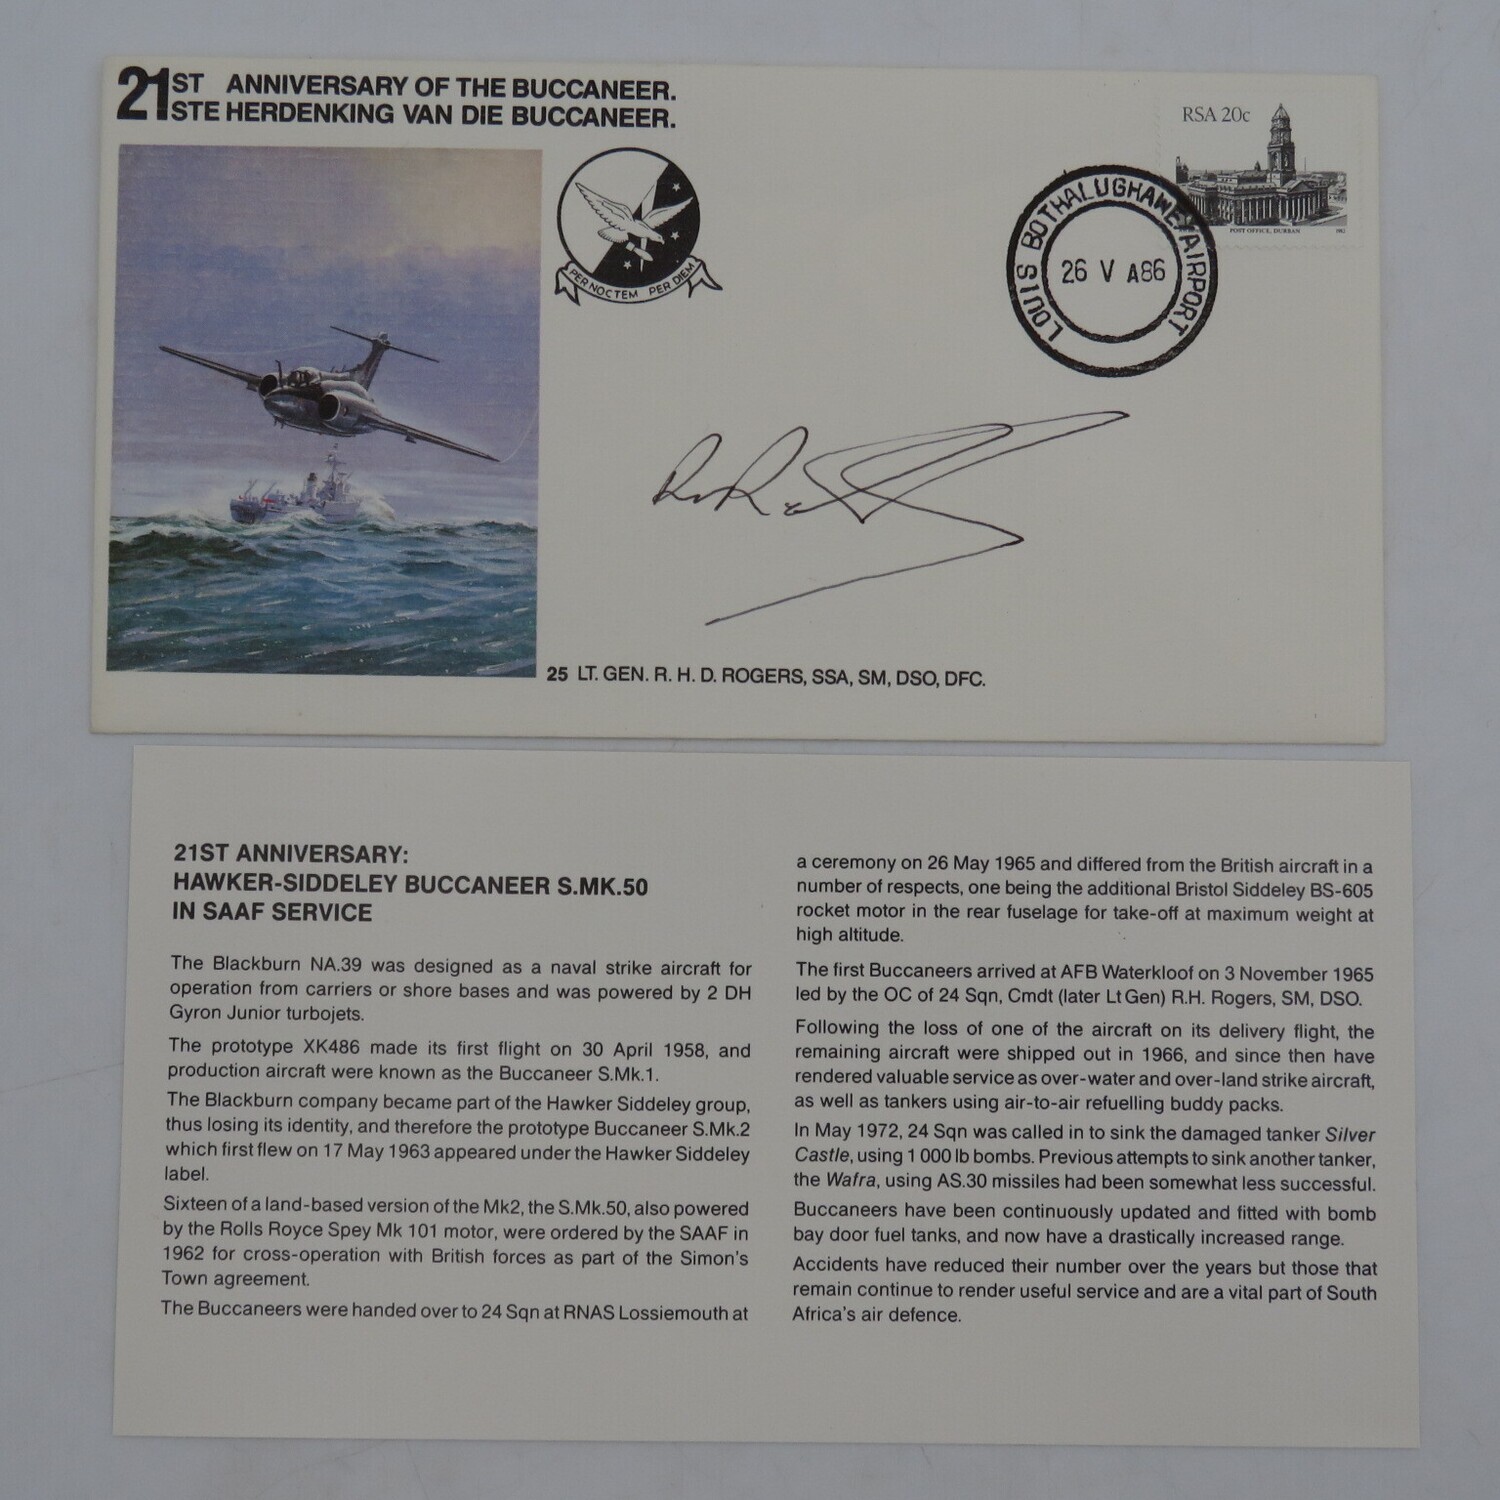 21ST ANNIVERSARY OF THE BUCCANEER.
STE HERDENKING VAN DIE BUCCANEER.
PER NOCTEM PER DIEM
RSA 20c
POST OFFICE, DURBAN 1982
LOUIS BOTHALUGHAWE/AIRPORT
26 V A86
25 LT. GEN. R. H. D. ROGERS, SSA, SM, DSO, DFC.
21ST ANNIVERSARY:
HAWKER-SIDDELEY BUCCANEER S.MK.50
IN SAAF SERVICE
The Blackburn NA.39 was designed as a naval strike aircraft for
operation from carriers or shore bases and was powered by 2 DH
Gyron Junior turbojets.
The prototype XK486 made its first flight on 30 April 1958, and
production aircraft were known as the Buccaneer S.Mk.1.
The Blackburn company became part of the Hawker Siddeley group,
thus losing its identity, and therefore the prototype Buccaneer S.Mk.2
which first flew on 17 May 1963 appeared under the Hawker Siddeley
label.
Sixteen of a land-based version of the Mk2, the S.Mk.50, also powered
by the Rolls Royce Spey Mk 101 motor, were ordered by the SAAF in
1962 for cross-operation with British forces as part of the Simon's
Town agreement.
The Buccaneers were handed over to 24 Sqn at RNAS Lossiemouth at
a ceremony on 26 May 1965 and differed from the British aircraft in a
number of respects, one being the additional Bristol Siddeley BS-605
rocket motor in the rear fuselage for take-off at maximum weight at
high altitude.
The first Buccaneers arrived at AFB Waterkloof on 3 November 1965
led by the OC of 24 Sqn, Cmdt (later Lt Gen) R.H. Rogers, SM, DSO.
Following the loss of one of the aircraft on its delivery flight, the
remaining aircraft were shipped out in 1966, and since then have
rendered valuable service as over-water and over-land strike aircraft,
as well as tankers using air-to-air refuelling buddy packs.
In May 1972, 24 Sqn was called in to sink the damaged tanker Silver
Castle, using 1 000 lb bombs. Previous attempts to sink another tanker,
the Wafra, using AS.30 missiles had been somewhat less successful.
Buccaneers have been continuously updated and fitted with bomb
bay door fuel tanks, and now have a drastically increased range.
Accidents have reduced their number over the years but those that
remain continue to render useful service and are a vital part of South
Africa's air defence.